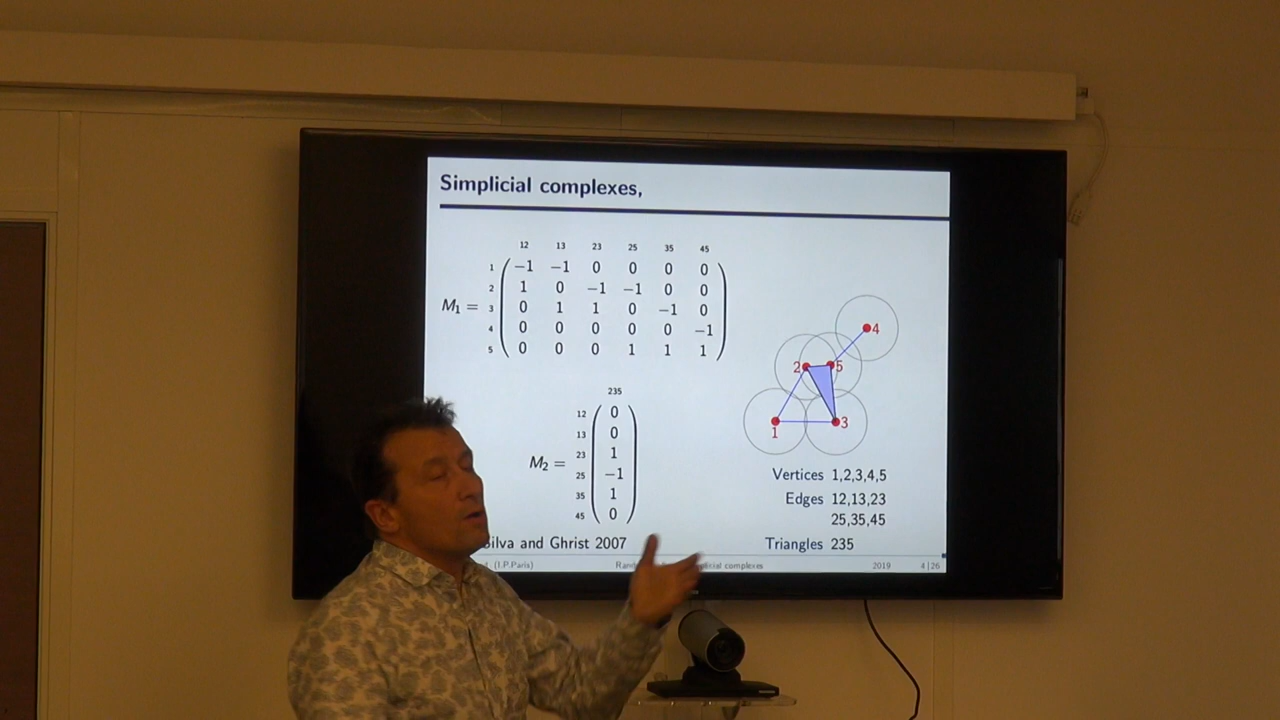 Simplicial complexes,
12 13 23 25 35 45
1 −1 −1 0 0 0 0
2 1 0 −1 −1 0 0
M1 = 3 0 1 1 0 −1 0
4 0 0 0 0 0 −1
5 0 0 0 1 1 1
235
12 0
13 0
23 1
M2 =
25 −1
35 1
45 0
4
2 5
1 3
Vertices 1,2,3,4,5
Edges 12,13,23
25,35,45
Triangles 235
Silva and Ghrist 2007
(I.P.Paris) complexes 2019 4|26